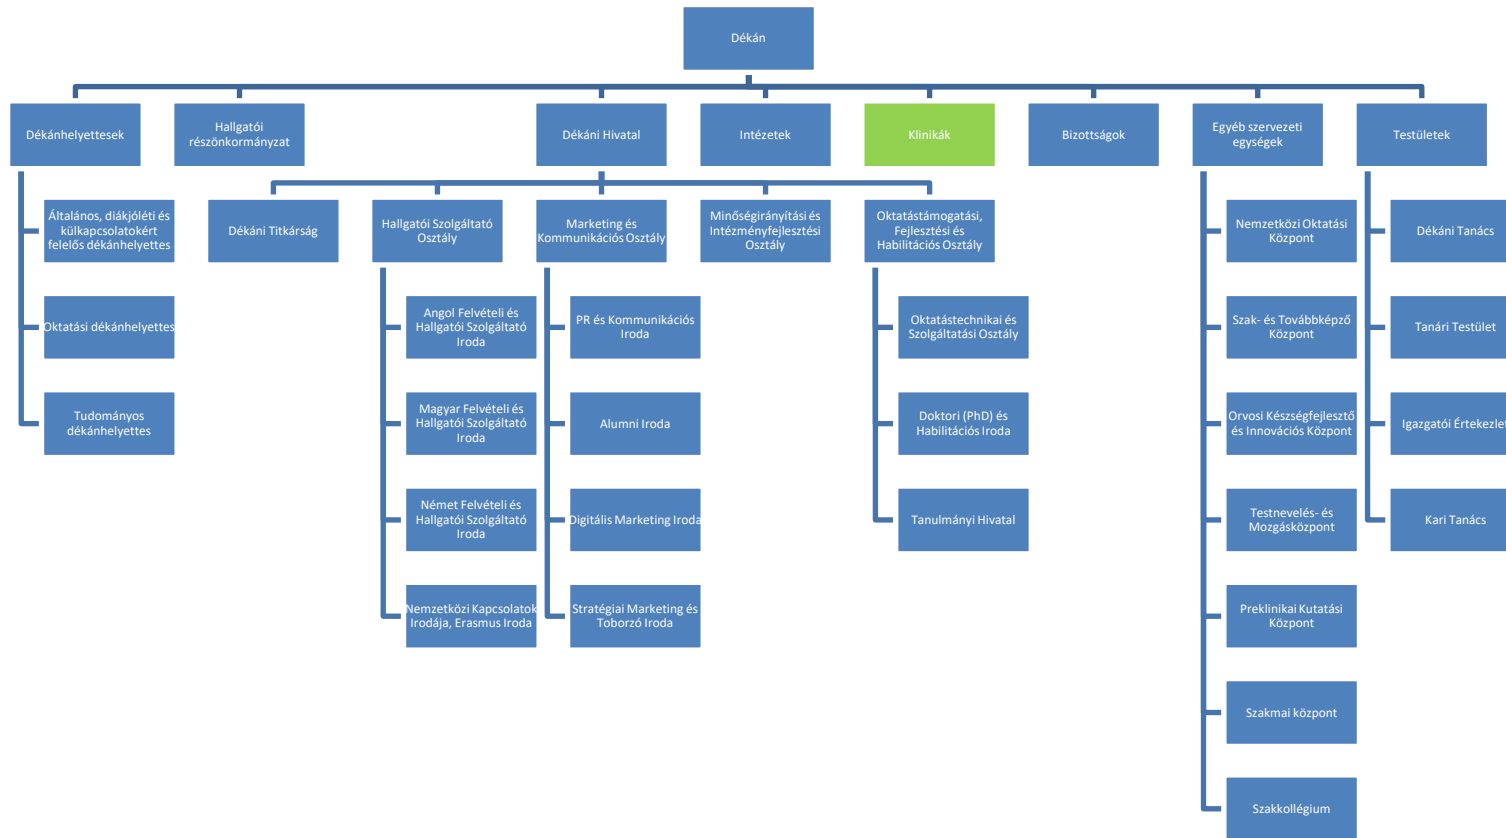 Dékán
Dékánhelyettesek
Hallgatói
részönkormányzat
Dékáni Hivatal
Intézetek
Klinikák
Bizottságok
Egyéb szervezeti
egységek
Testületek
Általános, diákjóléti és
külkapcsolatokért
felelős dékánhelyettes
Oktatási dékánhelyettes
Tudományos
dékánhelyettes
Dékáni Titkárság
Hallgatói Szolgáltató
Osztály
Angol Felvételi és
Hallgatói Szolgáltató
Iroda
Magyar Felvételi és
Hallgatói Szolgáltató
Iroda
Német Felvételi és
Hallgatói Szolgáltató
Iroda
Nemzetközi Kapcsolatok
Irodája, Erasmus Iroda
Marketing és
Kommunikációs Osztály
PR és Kommunikációs
Iroda
Alumni Iroda
Digitális Marketing Iroda
Stratégiai Marketing és
Toborzó Iroda
Minőségirányítási és
Intézményfejlesztési
Osztály
Oktatástámogatási,
Fejlesztési és
Habilitációs Osztály
Oktatástechnikai és
Szolgáltatási Osztály
Doktori (PhD) és
Habilitációs Iroda
Tanulmányi Hivatal
Nemzetközi Oktatási
Központ
Szak- és Továbbképző
Központ
Orvosi Készségfejlesztő
és Innovációs Központ
Testnevelés- és
Mozgásközpont
Preklinikai Kutatási
Központ
Szakmai központ
Szakkollégium
Dékáni Tanács
Tanári Testület
Igazgatói Értekezlet
Kari Tanács